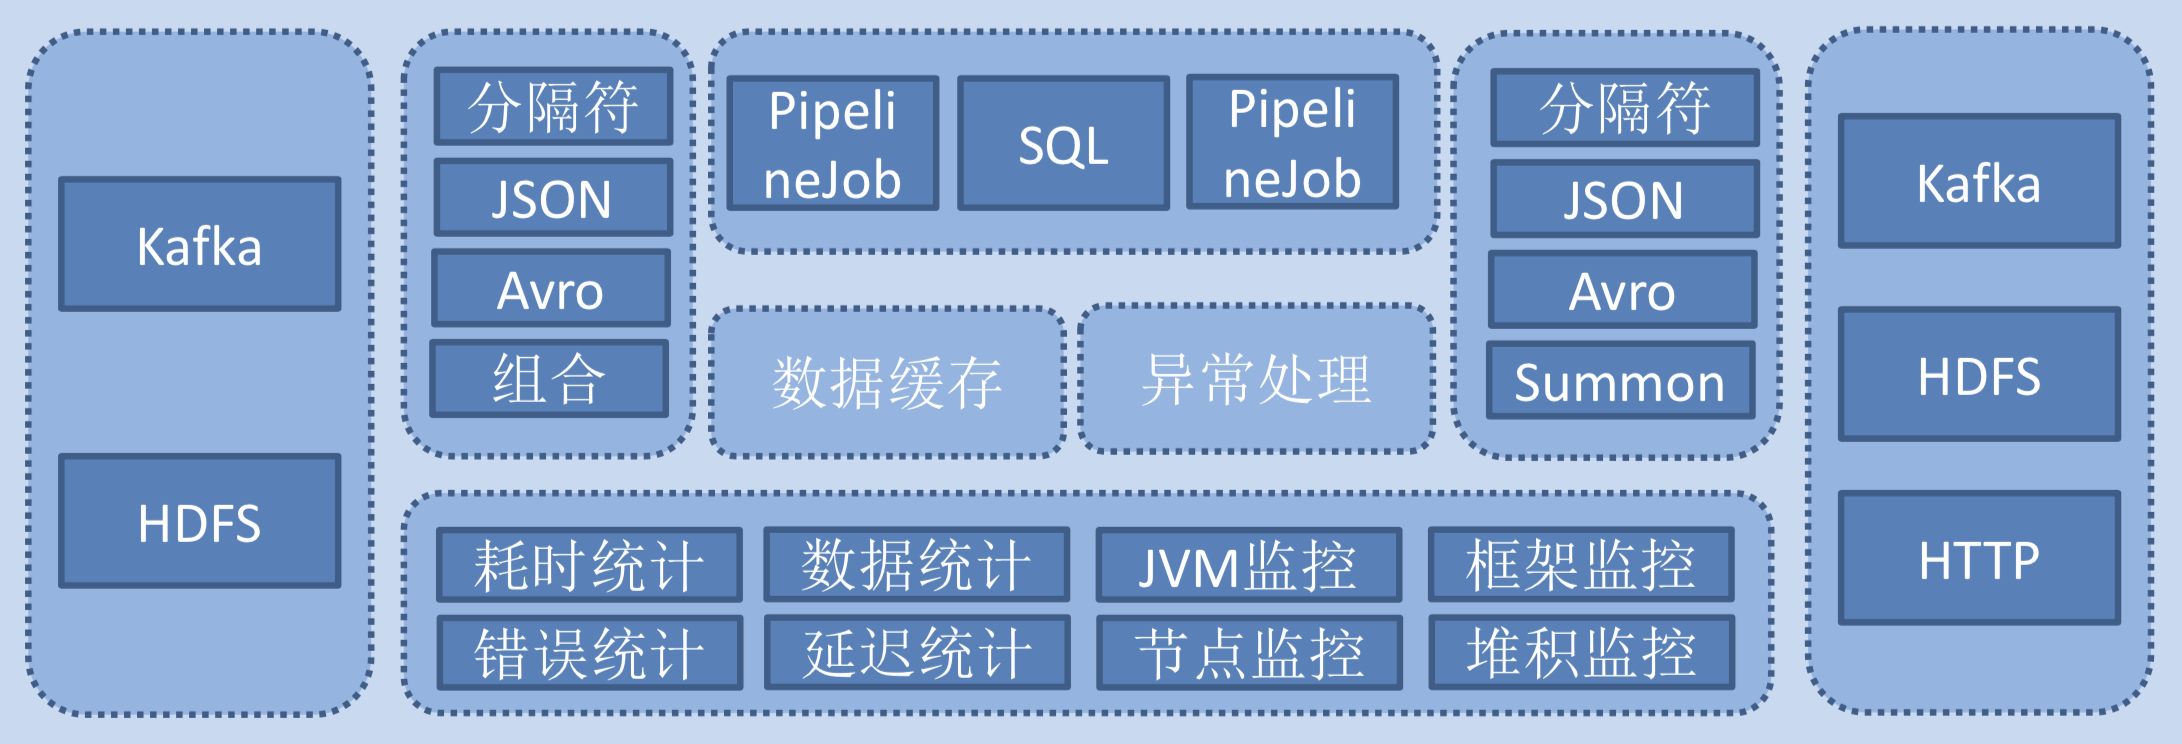 Kafka
HDFS
分隔符
JSON
Avro
组合
Pipeli
neJob
SQL
Pipeli
neJob
数据缓存
异常处理
分隔符
JSON
Avro
Summon
耗时统计
数据统计
JVM监控
框架监控
错误统计
延迟统计
节点监控
堆积监控
Kafka
HDFS
HTTP